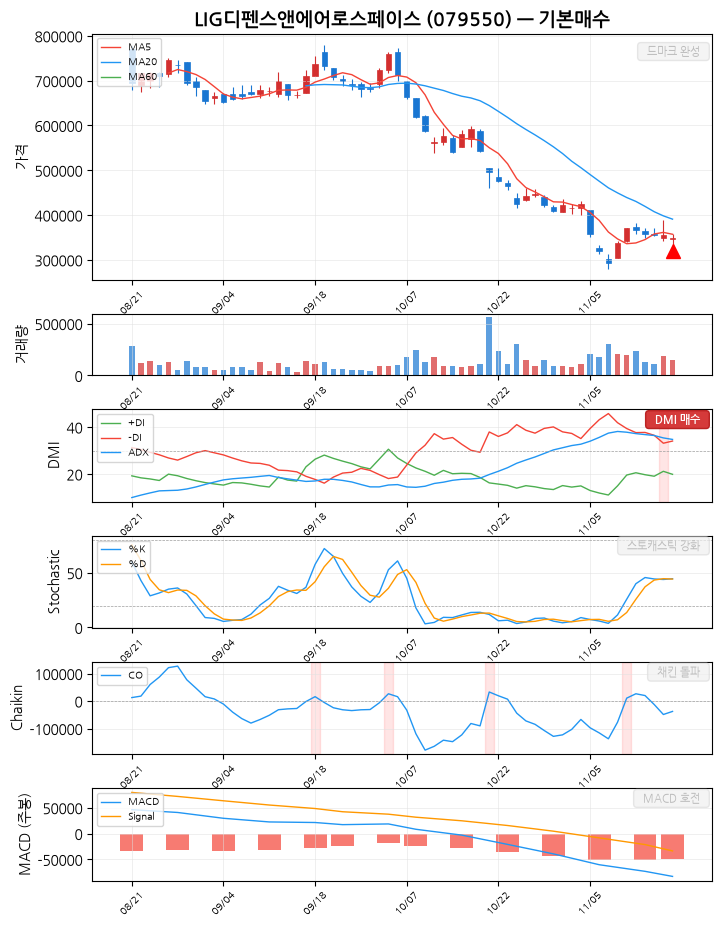 LIG디펜스앤에어로스페이스 (079550) — 기본매수
MA5
MA20
MA60
드마크 완성
가격
800000
700000
600000
500000
400000
300000
08/21
09/04
09/18
10/07
10/22
11/05
거래량
500000
0
08/21
09/04
09/18
10/07
10/22
11/05
+DI
-DI
ADX
DMI 매수
DMI
40
20
08/21
09/04
09/18
10/07
10/22
11/05
%K
%D
스토캐스틱 강화
Stochastic
50
0
08/21
09/04
09/18
10/07
10/22
11/05
CO
채킨 돌파
Chaikin
100000
0
-100000
08/21
09/04
09/18
10/07
10/22
11/05
MACD
Signal
MACD 호전
MACD (주봉)
50000
0
-50000
08/21
09/04
09/18
10/07
10/22
11/05